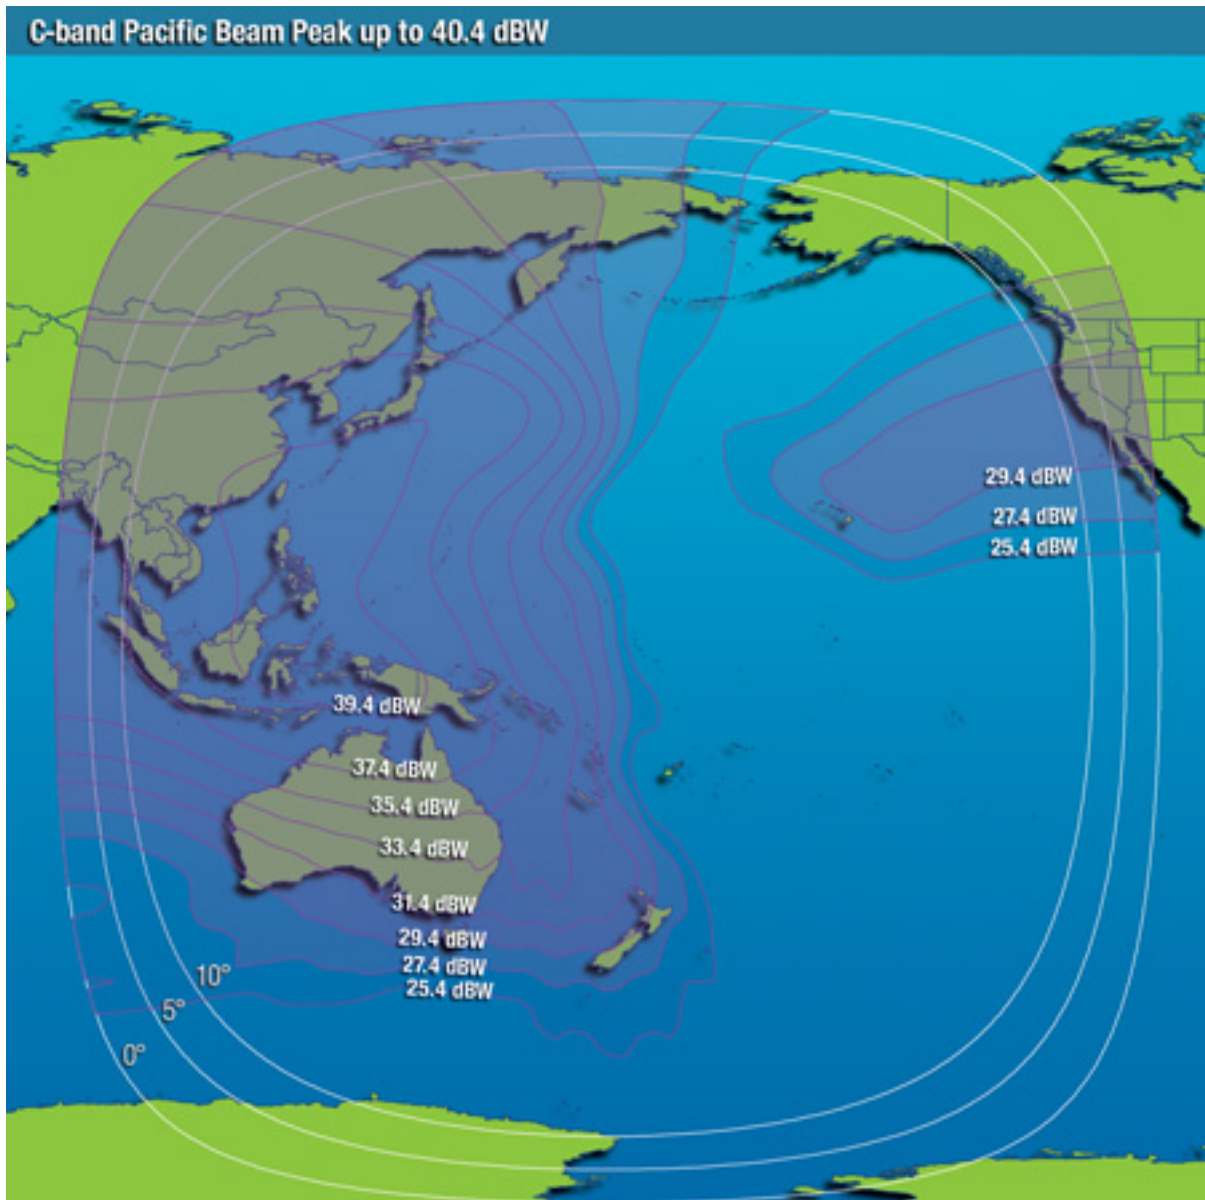 C-band Pacific Beam Peak up to 40.4 dBW
29.4 dBW
27.4 dBW
25.4 dBW
39.4 dBW
37.4 dBW
35.4 dBW
33.4 dBW
31.4 dBW
29.4 dBW
27.4 dBW
25.4 dBW
10°
5°
0°